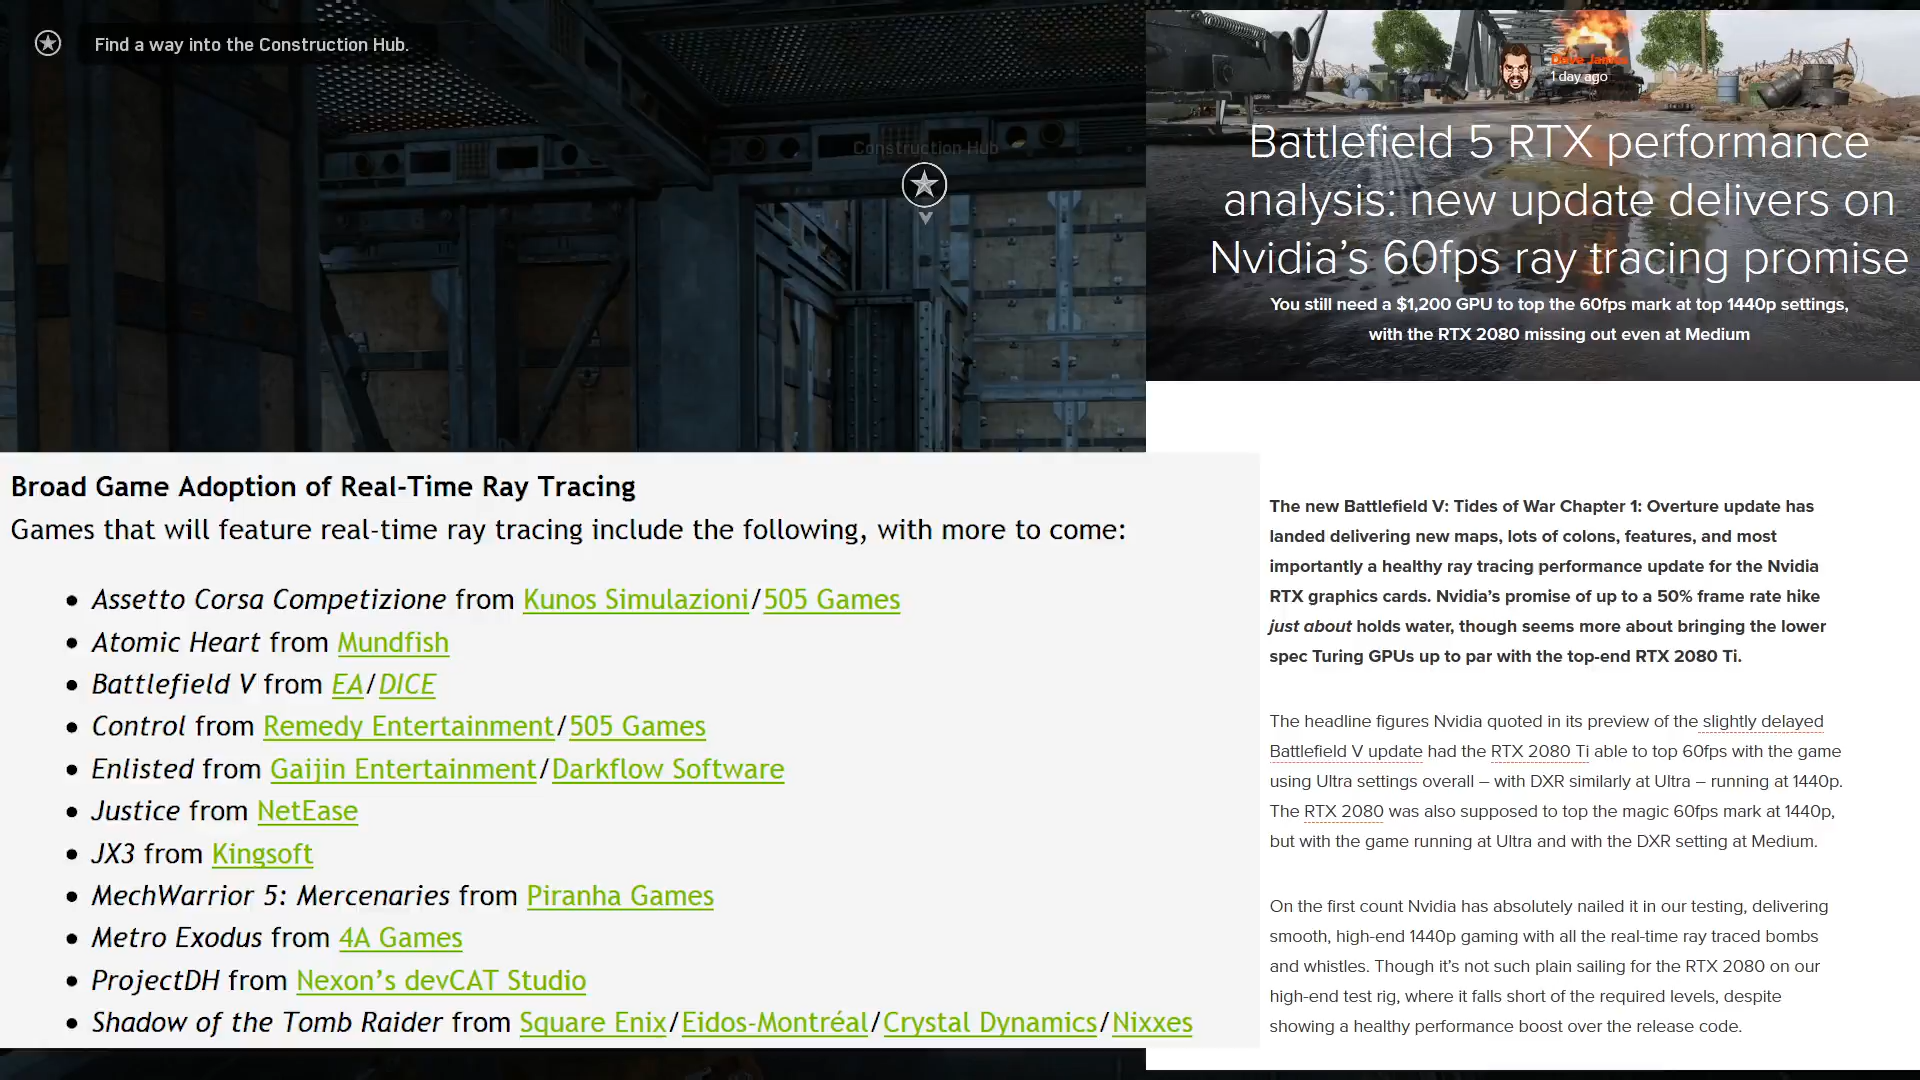 Find a way into the Construction Hub.
Construction Hub
Dave James
1 day ago
Battlefield 5 RTX performance
analysis: new update delivers on
Nvidia’s 60fps ray tracing promise
You still need a $1,200 GPU to top the 60fps mark at top 1440p settings,
with the RTX 2080 missing out even at Medium
Broad Game Adoption of Real-Time Ray Tracing
Games that will feature real-time ray tracing include the following, with more to come:
• Assetto Corsa Competizione from Kunos Simulazioni/505 Games
• Atomic Heart from Mundfish
• Battlefield V from EA/DICE
• Control from Remedy Entertainment/505 Games
• Enlisted from Gaijin Entertainment/Darkflow Software
• Justice from NetEase
• JX3 from Kingsoft
• MechWarrior 5: Mercenaries from Piranha Games
• Metro Exodus from 4A Games
• ProjectDH from Nexon’s devCAT Studio
• Shadow of the Tomb Raider from Square Enix/Eidos-Montréal/Crystal Dynamics/Nixxes
The new Battlefield V: Tides of War Chapter 1: Overture update has
landed delivering new maps, lots of colons, features, and most
importantly a healthy ray tracing performance update for the Nvidia
RTX graphics cards. Nvidia’s promise of up to a 50% frame rate hike
just about holds water, though seems more about bringing the lower
spec Turing GPUs up to par with the top-end RTX 2080 Ti.
The headline figures Nvidia quoted in its preview of the slightly delayed
Battlefield V update had the RTX 2080 Ti able to top 60fps with the game
using Ultra settings overall – with DXR similarly at Ultra – running at 1440p.
The RTX 2080 was also supposed to top the magic 60fps mark at 1440p,
but with the game running at Ultra and with the DXR setting at Medium.
On the first count Nvidia has absolutely nailed it in our testing, delivering
smooth, high-end 1440p gaming with all the real-time ray traced bombs
and whistles. Though it’s not such plain sailing for the RTX 2080 on our
high-end test rig, where it falls short of the required levels, despite
showing a healthy performance boost over the release code.